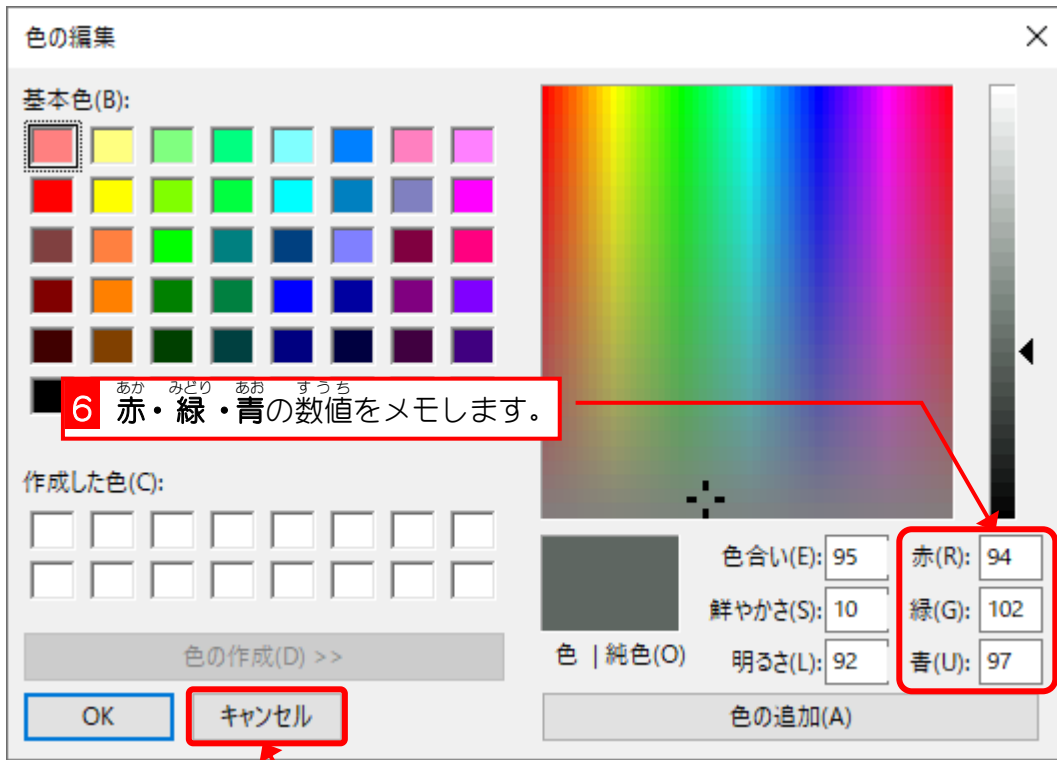 色の編集
基本色(B):
あか みどり あお すうち
6 赤・緑・青の数値をメモします。
作成した色(C):
色の作成(D) >>
OK
キャンセル
色 | 純色(O)
色合い(E): 95
鮮やかさ(S): 10
明るさ(L): 92
赤(R): 94
緑(G): 102
青(U): 97
色の追加(A)